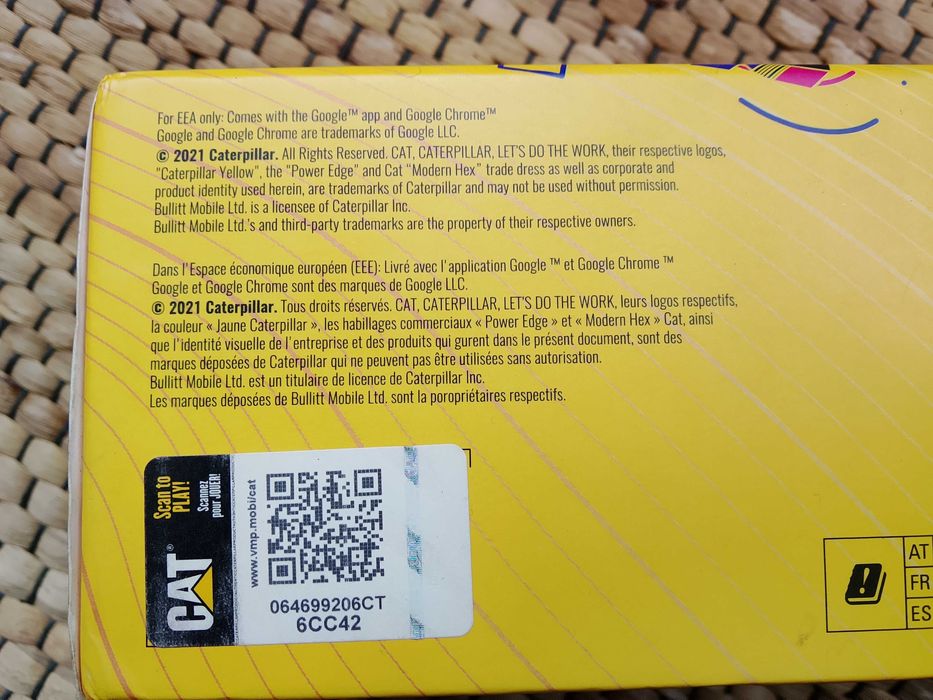 For EEA only: Comes with the Google™ app and Google Chrome™
Google and Google Chrome are trademarks of Google LLC.
© 2021 Caterpillar. All Rights Reserved. CAT, CATERPILLAR, LET'S DO THE WORK, their respective logos,
"Caterpillar Yellow", the "Power Edge" and Cat "Modern Hex" trade dress as well as corporate and
product identity used herein, are trademarks of Caterpillar and may not be used without permission.
Bullitt Mobile Ltd. is a licensee of Caterpillar Inc.
Bullitt Mobile Ltd.'s and third-party trademarks are the property of their respective owners.
Dans l'Espace économique européen (EEE): Livré avec l'application Google ™ et Google Chrome ™
Google et Google Chrome sont des marques de Google LLC.
© 2021 Caterpillar. Tous droits réservés. CAT, CATERPILLAR, LET'S DO THE WORK, leurs logos respectifs,
la couleur « Jaune Caterpillar », les habillages commerciaux « Power Edge » et « Modern Hex » Cat, ainsi
que l'identité visuelle de l'entreprise et des produits qui gurent dans le présent document, sont des
marques déposées de Caterpillar qui ne peuvent pas être utilisées sans autorisation.
Bullitt Mobile Ltd. est un titulaire de licence de Caterpillar Inc.
Les marques déposées de Bullitt Mobile Ltd. sont la poropriétaires respectifs.
Scan to
PLAY!
Scannez
pour JOUER!
CAT®
www.vmp.mobi/cat
064699206CT
6CC42
AT
FR
ES